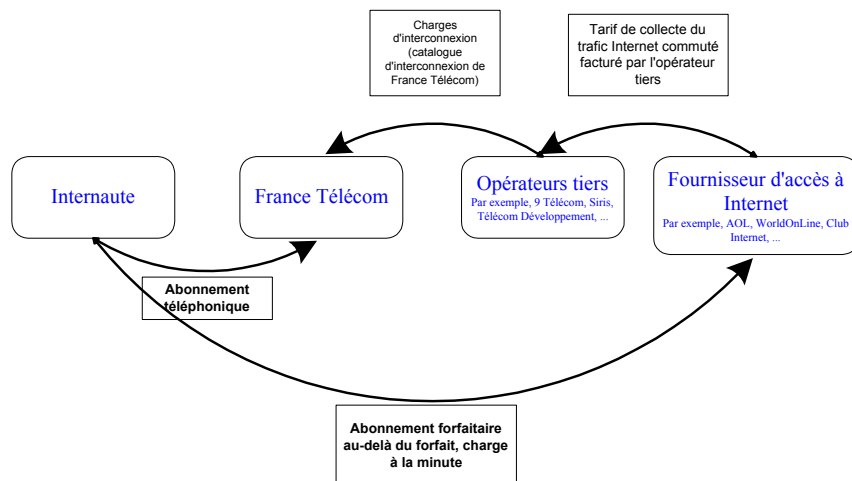 Charges
d'interconnexion
(catalogue
d'interconnexion de
France Télécom)
Tarif de collecte du
trafic Internet commuté
facturé par l'opérateur
tiers
Internaute
France Télécom
Opérateurs tiers
Par exemple, 9 Télécom, Siris,
Télécom Développement, ...
Fournisseur d'accès à
Internet
Par exemple, AOL, WorldOnLine, Club
Internet, ...
Abonnement
téléphonique
Abonnement forfaitaire
au-delà du forfait, charge
à la minute